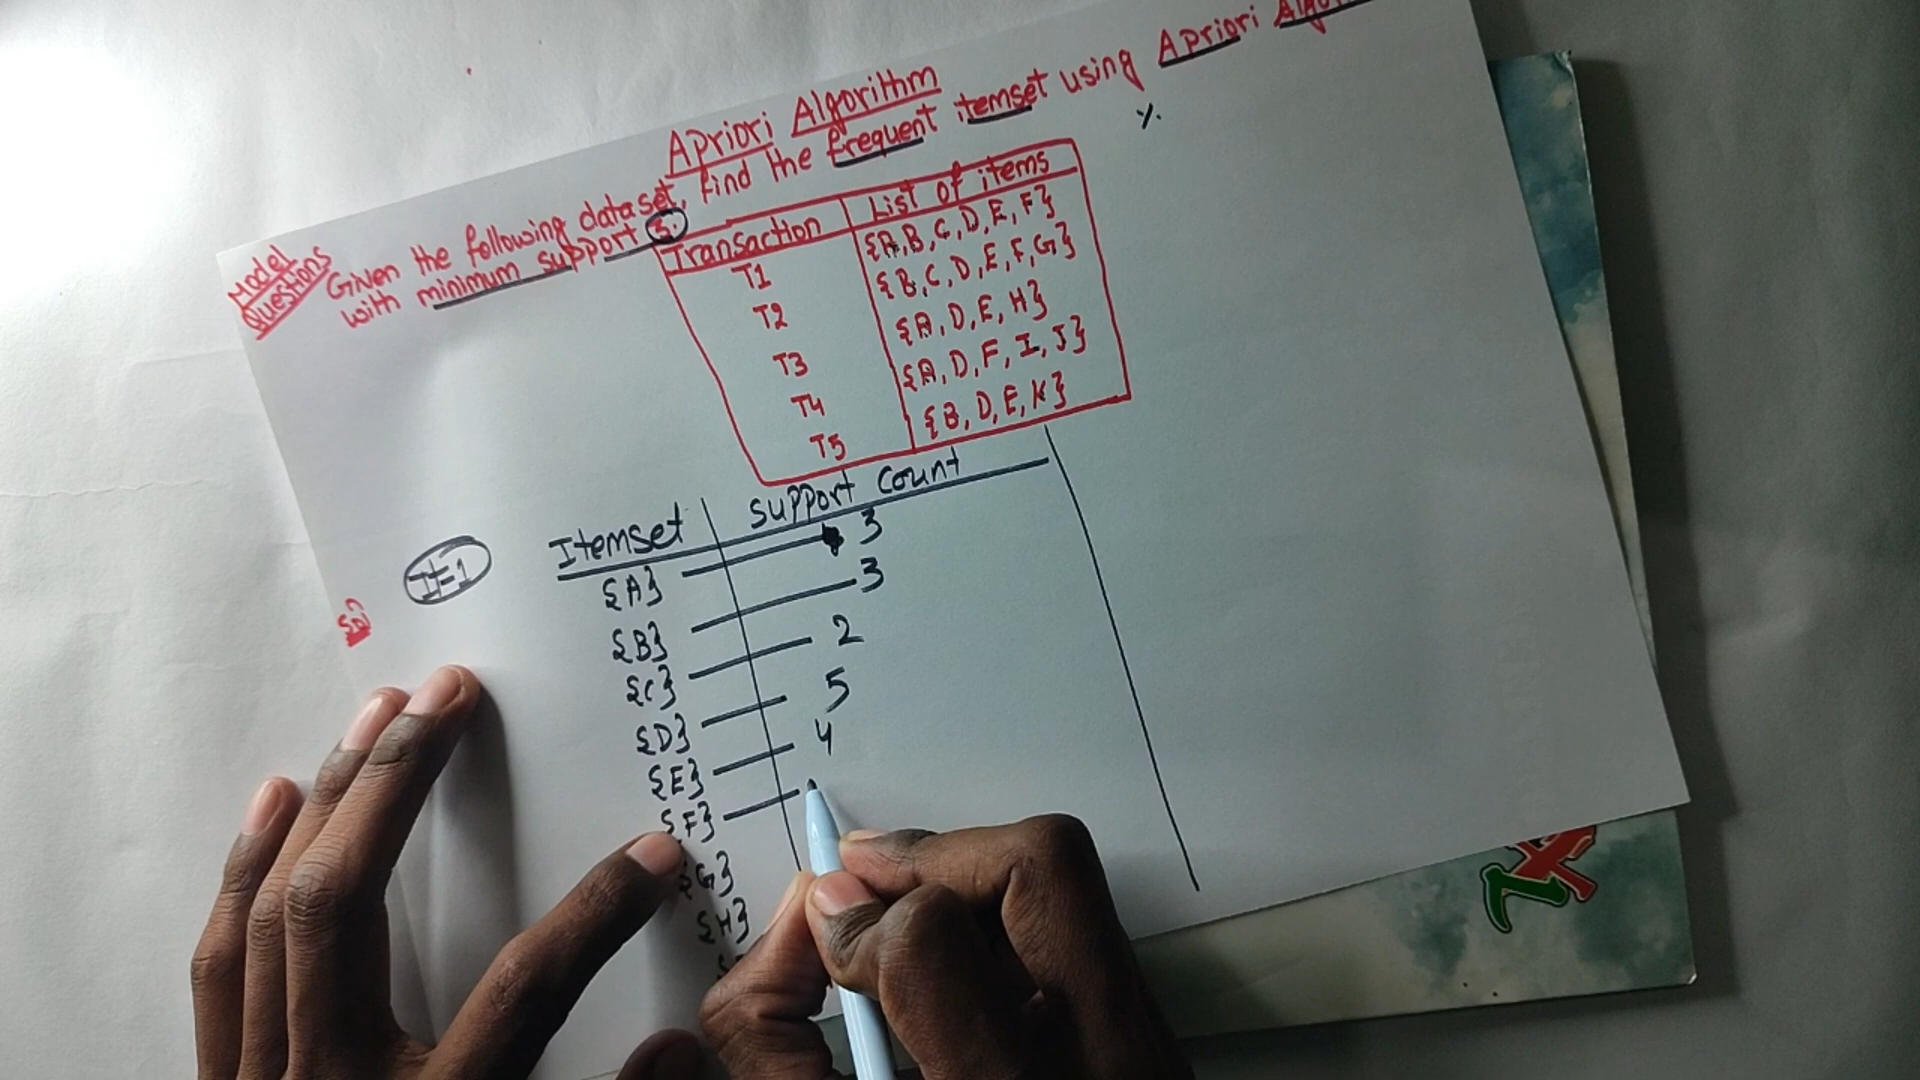 Apriori Algorithm
Model Questions
Given the following dataset, find the frequent itemset using Apriori
with minimum support 3.
Transaction List of items
T1 {A,B,C,D,E,F}
T2 {B,C,D,E,F,G}
T3 {A,D,E,H}
T4 {A,D,F,I,J}
T5 {B,D,E,K}
%.
Itemset support count
{A} 3
{B} 3
{C} 2
{D} 5
{E} 4
{F}
{G}
{H}